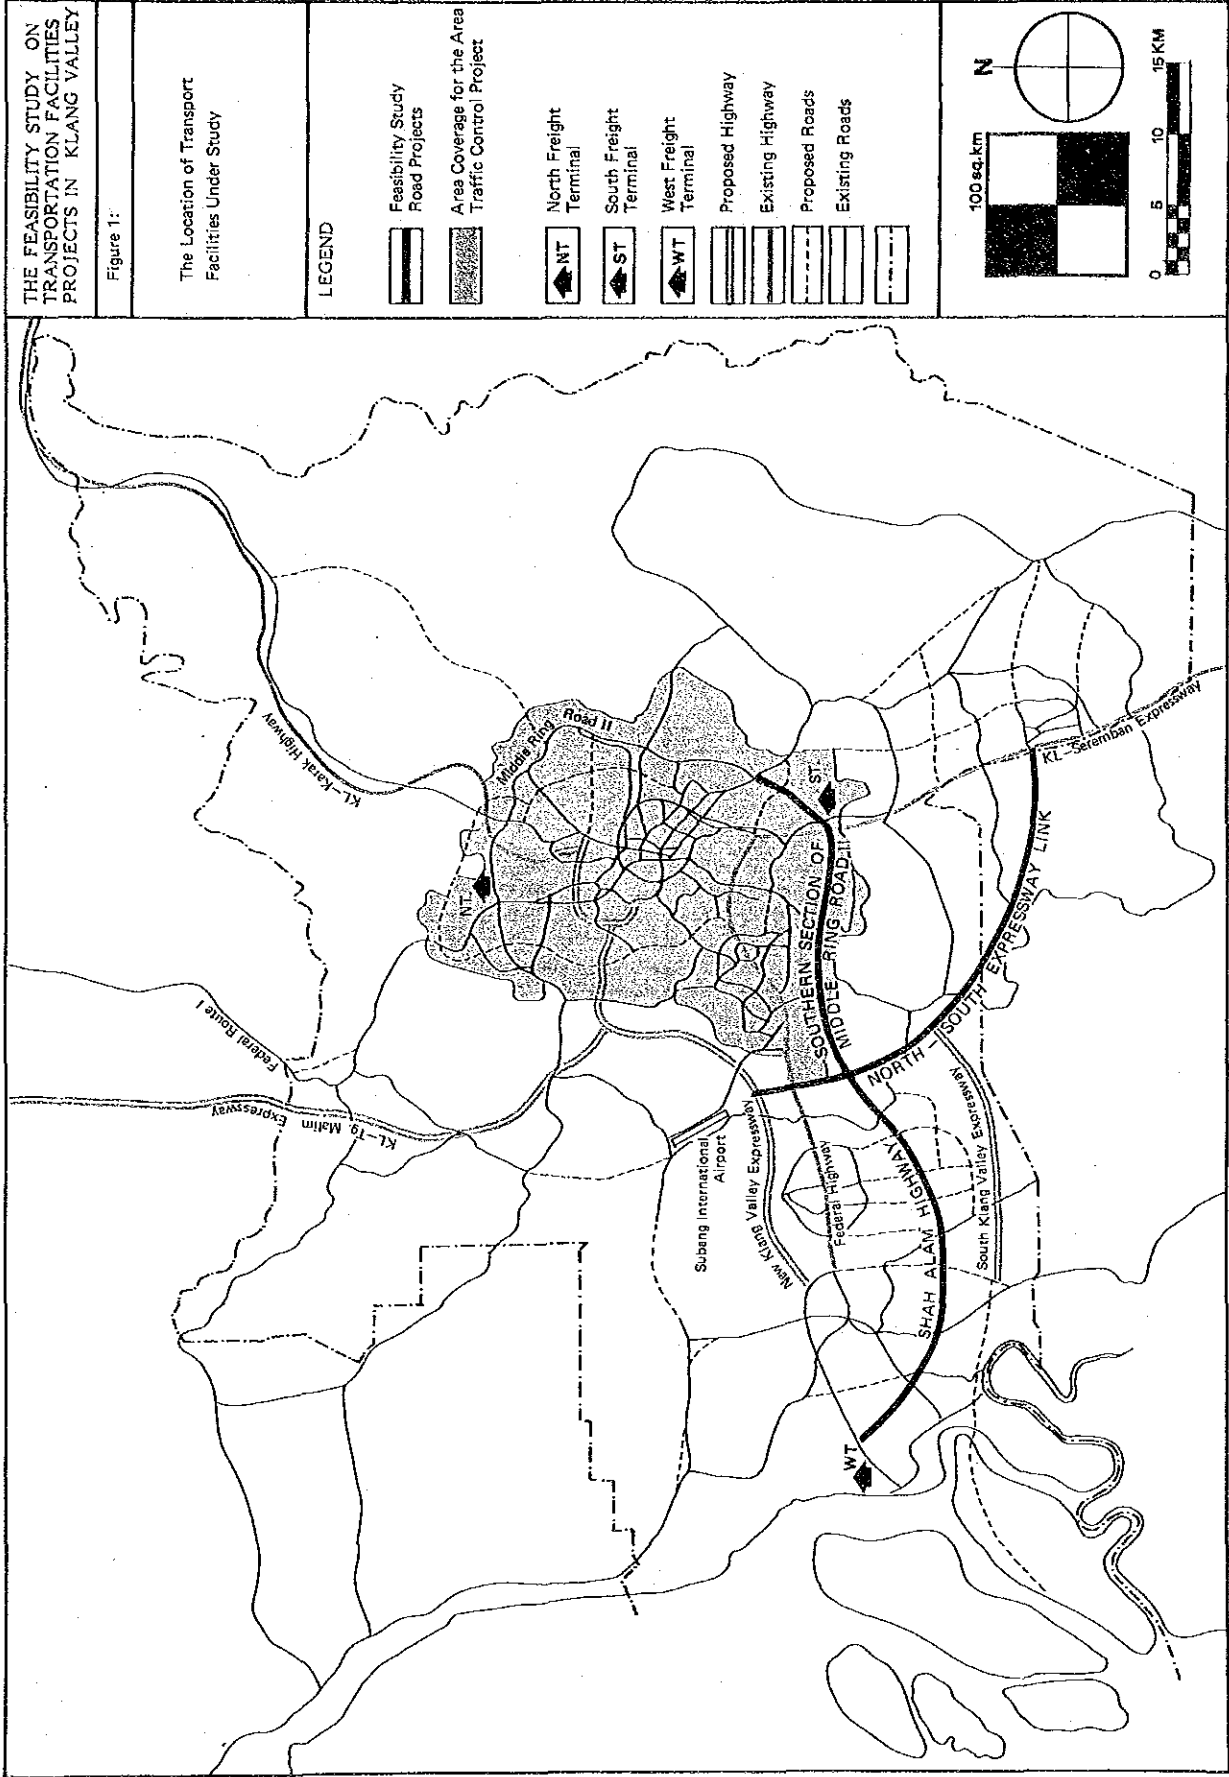 THE FEASIBILITY STUDY ON
TRANSPORTATION FACILITIES
PROJECTS IN KLANG VALLEY
Figure 1:
The Location of Transport
Facilities Under Study
LEGEND
Feasibility Study
Road Projects
Area Coverage for the Area
Traffic Control Project
NT
North Freight
Terminal
ST
South Freight
Terminal
WT
West Freight
Terminal
Proposed Highway
Existing Highway
Proposed Roads
Existing Roads
100 sq.km
N
0 5 10 15 KM
KL-Karak Highway
Middle Ring Road II
NT.
Federal Route I
KL-Tg. Malim Expressway
Subang International
Airport
New Klang Valley Expressway
Federal Highway
SHAH ALAM HIGHWAY
South Klang Valley Expressway
SOUTHERN SECTION OF
MIDDLE RING ROAD II
NORTH-SOUTH EXPRESSWAY LINK
KL-Seremban Expressway
ST.
WT